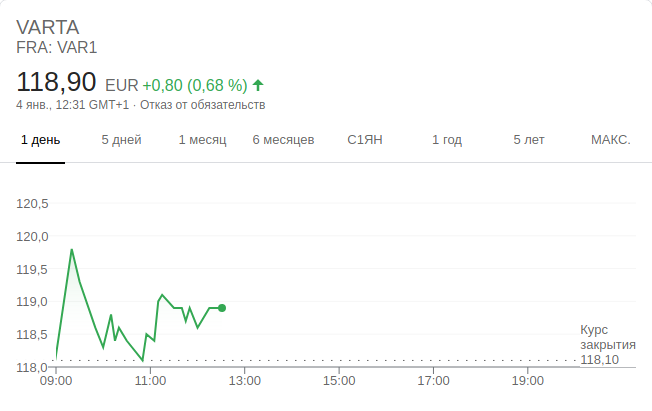 VARTA
FRA: VAR1
118,90 EUR +0,80 (0,68 %)
4 янв., 12:31 GMT+1 · Отказ от обязательств
1 день 5 дней 1 месяц 6 месяцев С1ЯН 1 год 5 лет МАКС.
120,5
120,0
119,5
119,0
118,5
118,0
Курс
закрытия
118,10
09:00 11:00 13:00 15:00 17:00 19:00